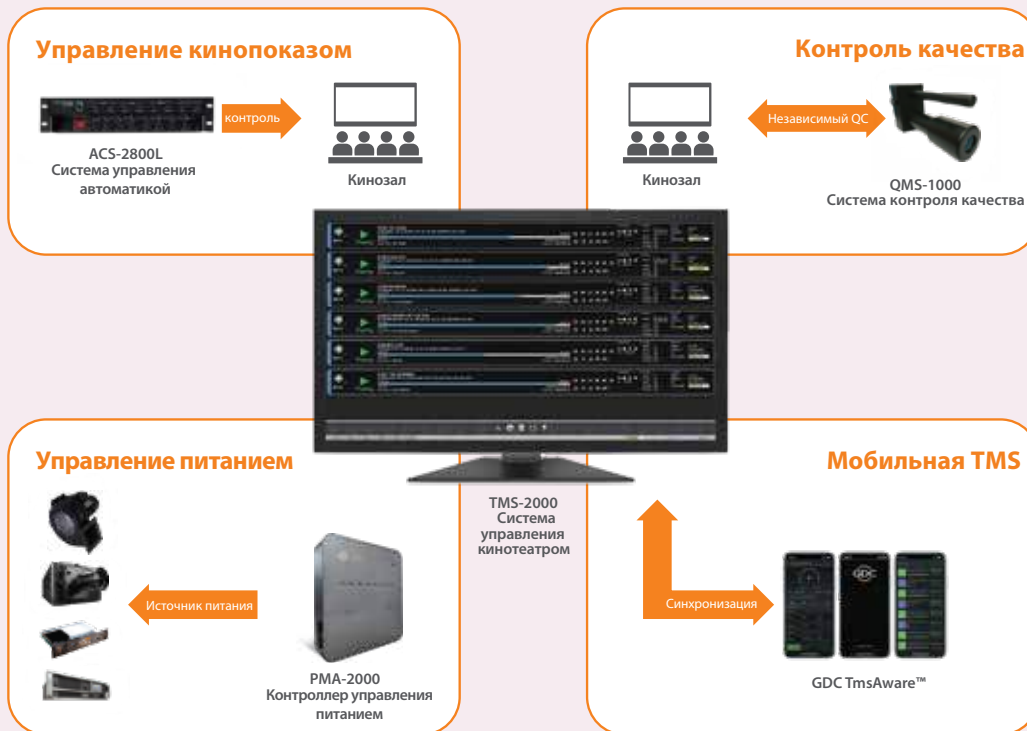 Управление кинопоказом
контроль
ACS-2800L
Система управления
автоматикой
Кинозал
Контроль качества
Кинозал
Независимый QC
QMS-1000
Система контроля качества
Управление питанием
Источник питания
PMA-2000
Контроллер управления
питанием
TMS-2000
Система
управления
кинотеатром
Мобильная TMS
Синхронизация
GDC
GDC TmsAware™